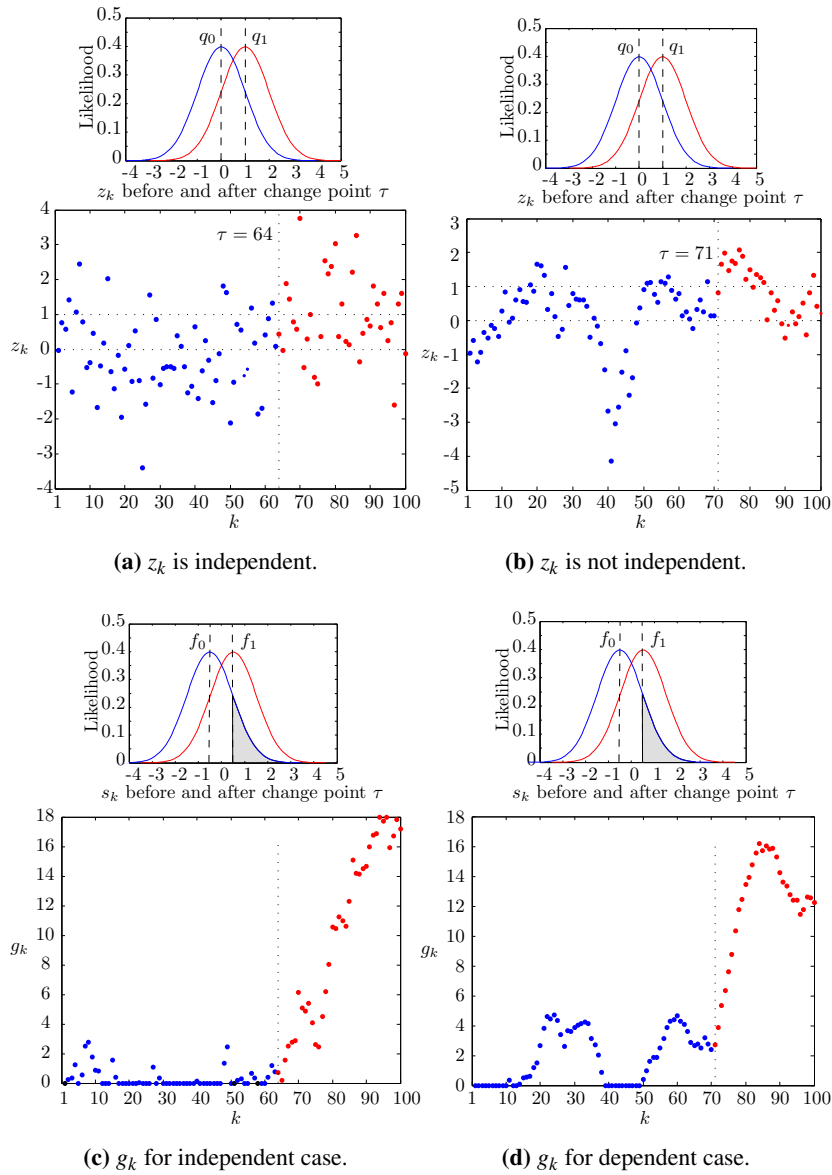 0.5
0.4
0.3
0.2
0.1
0
Likelihood
q0 q1
-4 -3 -2 -1 0 1 2 3 4 5
zk before and after change point τ
4
3
2
1
0
-1
-2
-3
-4
zk
τ = 64
1 10 20 30 40 50 60 70 80 90 100
k
(a) zk is independent.
0.5
0.4
0.3
0.2
0.1
0
Likelihood
q0 q1
-4 -3 -2 -1 0 1 2 3 4 5
zk before and after change point τ
3
2
1
0
-1
-2
-3
-4
-5
zk
τ = 71
1 10 20 30 40 50 60 70 80 90 100
k
(b) zk is not independent.
0.5
0.4
0.3
0.2
0.1
0
Likelihood
f0 f1
-4 -3 -2 -1 0 1 2 3 4 5
sk before and after change point τ
18
16
14
12
10
8
6
4
2
0
gk
1 10 20 30 40 50 60 70 80 90 100
k
(c) gk for independent case.
0.5
0.4
0.3
0.2
0.1
0
Likelihood
f0 f1
-4 -3 -2 -1 0 1 2 3 4 5
sk before and after change point τ
18
16
14
12
10
8
6
4
2
0
gk
1 10 20 30 40 50 60 70 80 90 100
k
(d) gk for dependent case.